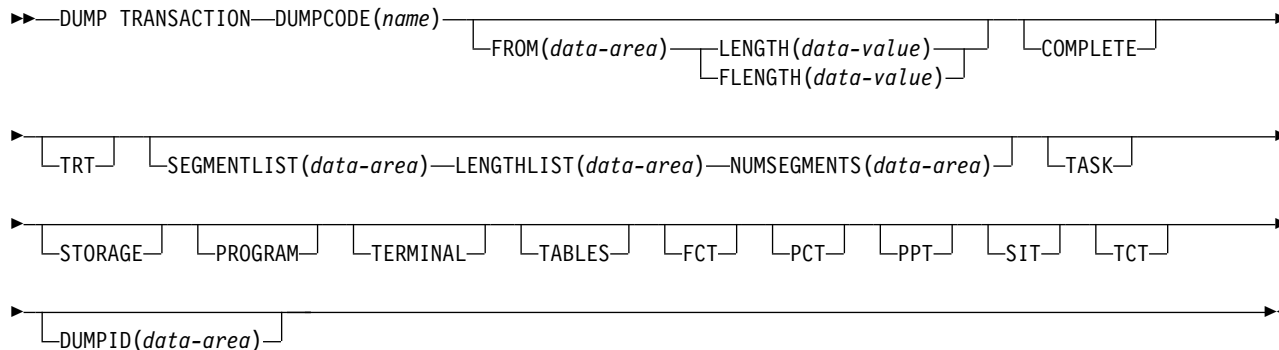 DUMP TRANSACTION DUMPCODE(name)
FROM(data-area) LENGTH(data-value) COMPLETE
FLENGTH(data-value)
TRT SEGMENTLIST(data-area) LENGTHLIST(data-area) NUMSEGMENTS(data-area) TASK
STORAGE PROGRAM TERMINAL TABLES FCT PCT PPT SIT TCT
DUMPID(data-area)